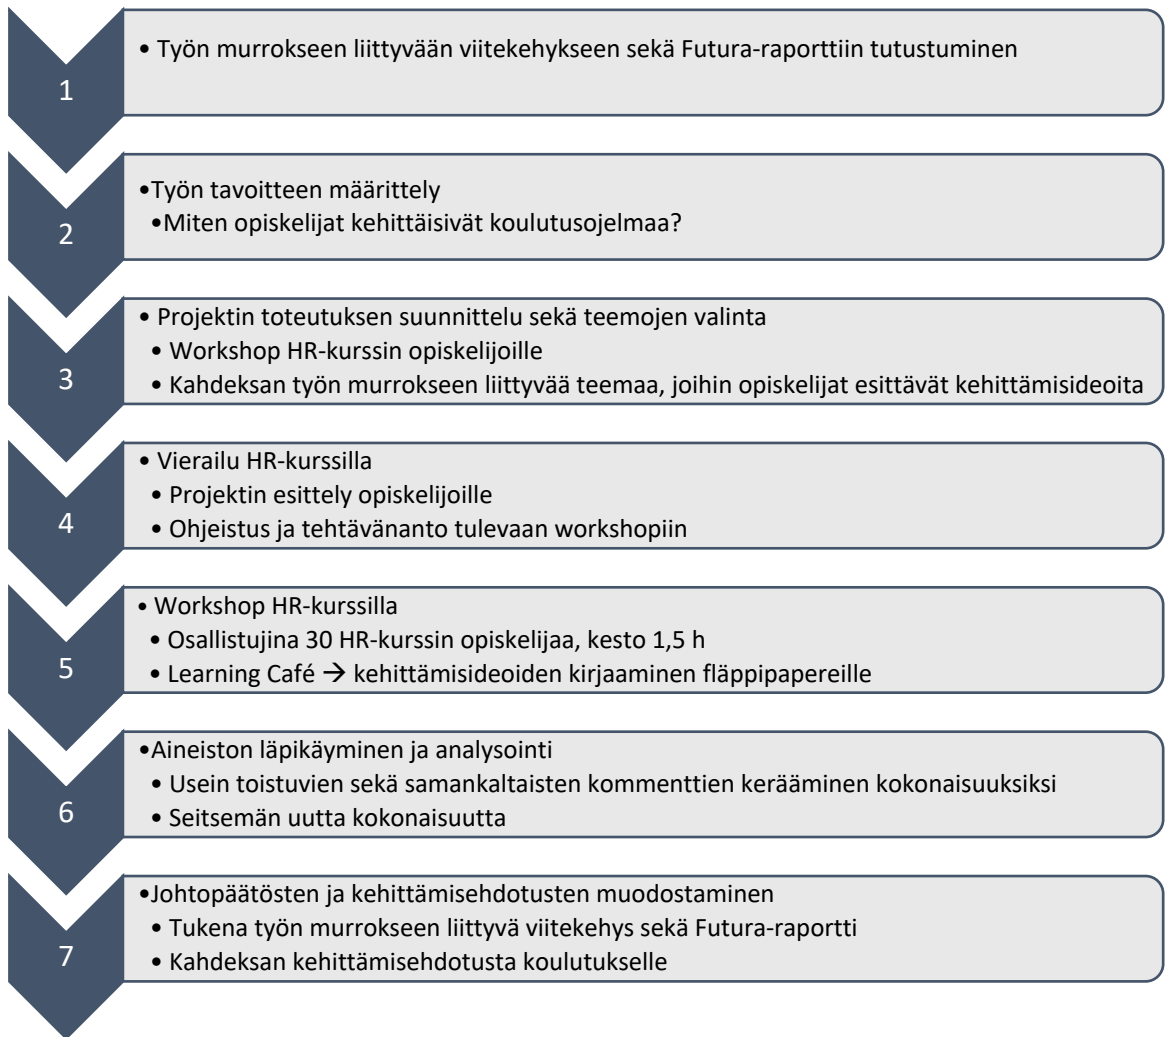 1
• Työn murrokseen liittyvään viitekehykseen sekä Futura-raporttiin tutustuminen
2
•Työn tavoitteen määrittely
•Miten opiskelijat kehittäisivät koulutusojelmaa?
3
• Projektin toteutuksen suunnittelu sekä teemojen valinta
• Workshop HR-kurssin opiskelijoille
• Kahdeksan työn murrokseen liittyvää teemaa, joihin opiskelijat esittävät kehittämisideoita
4
• Vierailu HR-kurssilla
• Projektin esittely opiskelijoille
• Ohjeistus ja tehtävänanto tulevaan workshopiin
5
• Workshop HR-kurssilla
• Osallistujina 30 HR-kurssin opiskelijaa, kesto 1,5 h
• Learning Café → kehittämisideoiden kirjaaminen fläppipapereille
6
•Aineiston läpikäyminen ja analysointi
• Usein toistuvien sekä samankaltaisten kommenttien kerääminen kokonaisuuksiksi
• Seitsemän uutta kokonaisuutta
7
•Johtopäätösten ja kehittämisehdotusten muodostaminen
• Tukena työn murrokseen liittyvä viitekehys sekä Futura-raportti
• Kahdeksan kehittämisehdotusta koulutukselle